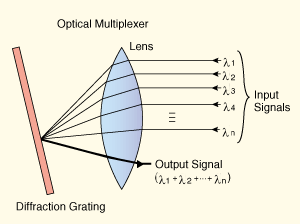 Optical Multiplexer
Lens
λ1
λ2
λ3
λ4
λn
Input
Signals
Output Signal
(λ1+λ2+···+λn)
Diffraction Grating